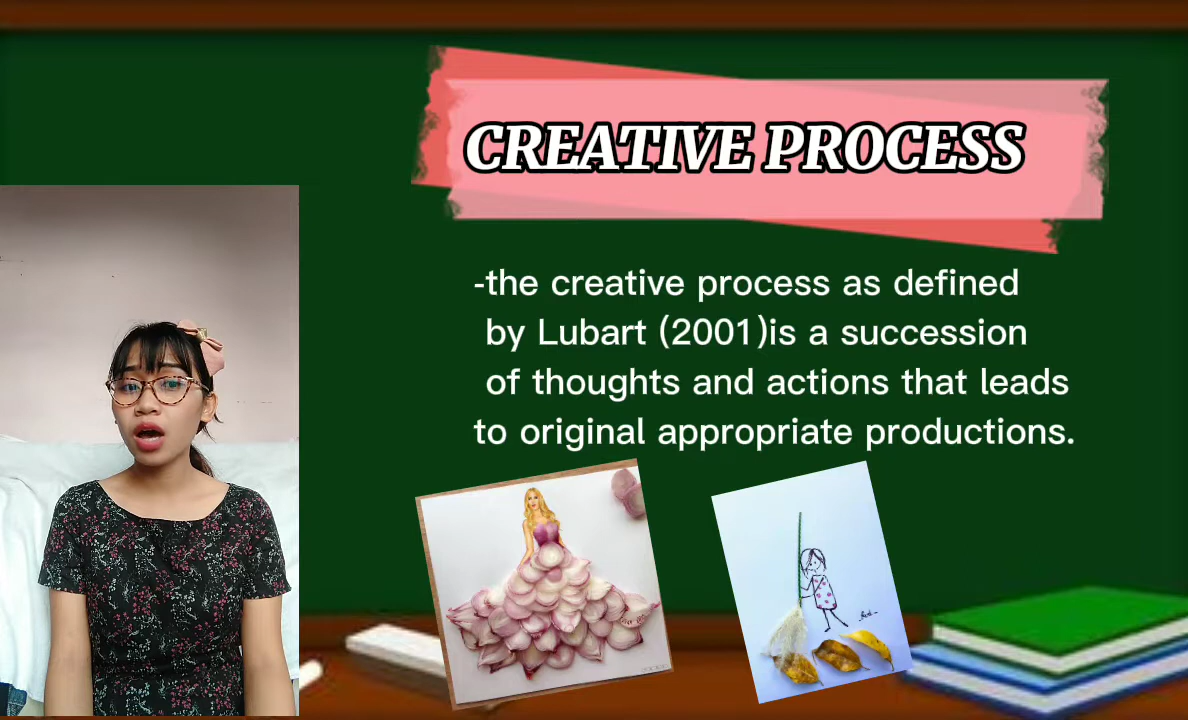 CREATIVE PROCESS
-the creative process as defined
by Lubart (2001)is a succession
of thoughts and actions that leads
to original appropriate productions.